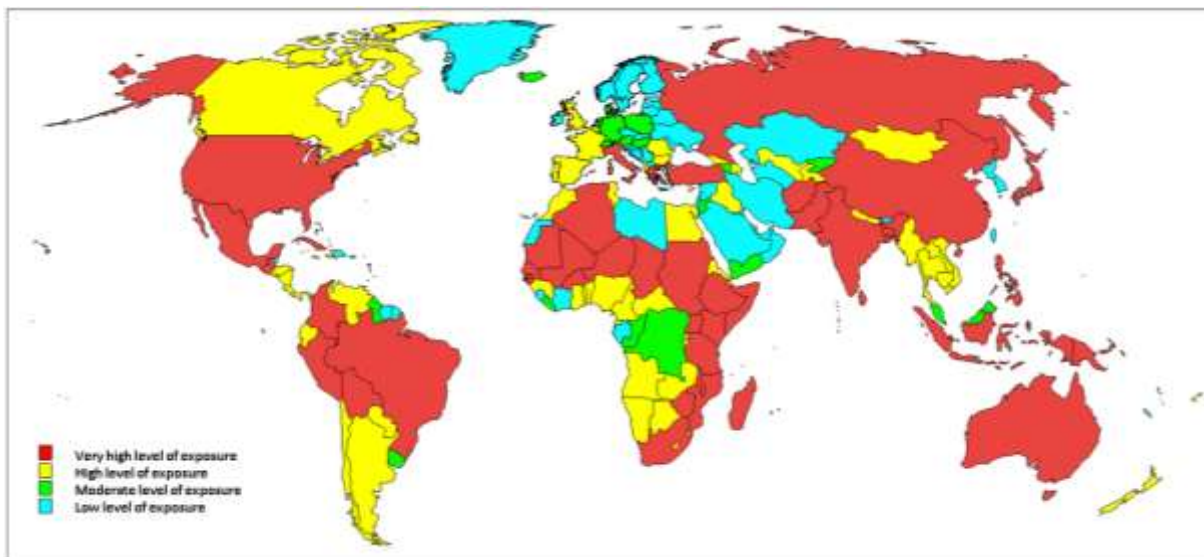 Very high level of exposure
High level of exposure
Moderate level of exposure
Low level of exposure